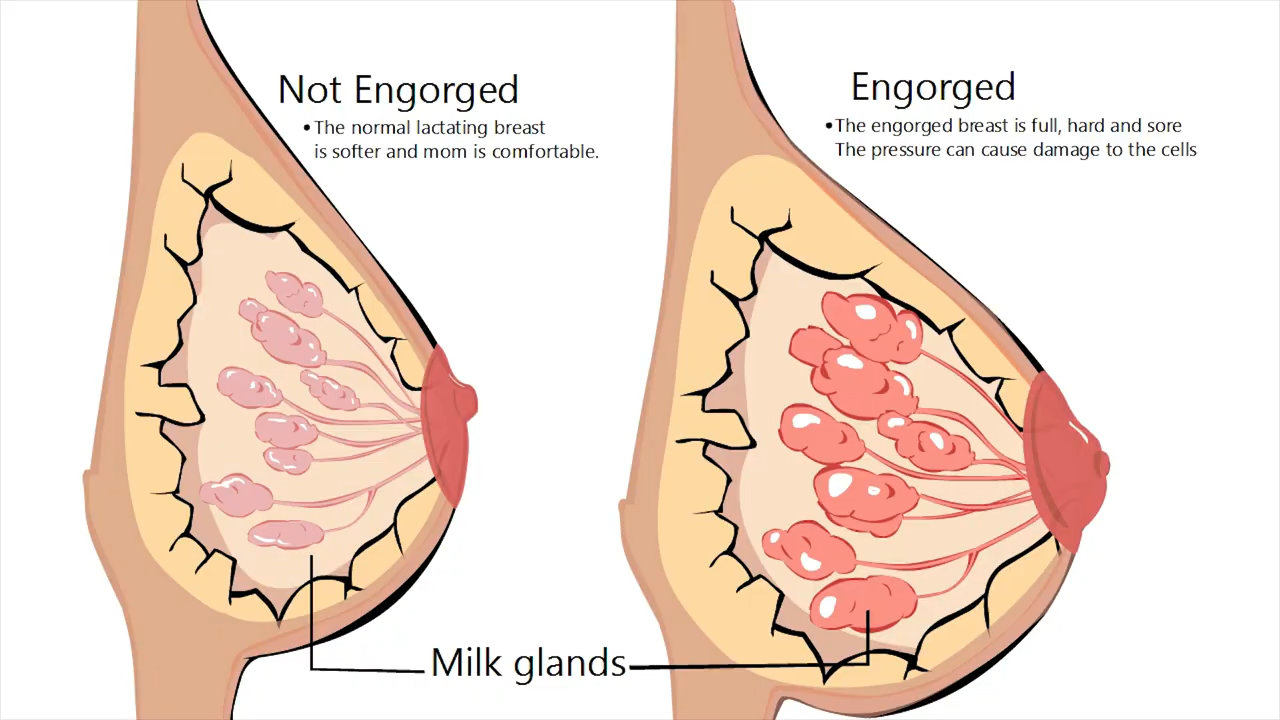 Not Engorged
•The normal lactating breast
is softer and mom is comfortable.
Engorged
•The engorged breast is full, hard and sore
The pressure can cause damage to the cells
Milk glands